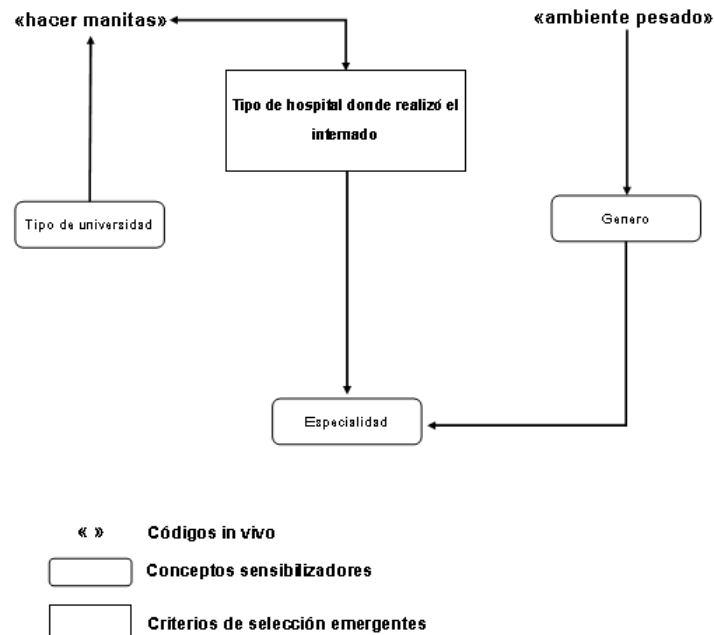 «hacer manitas»
«ambiente pesado»
Tipo de hospital donde realizó el
internado
Tipo de universidad
Genero
Especialidad
« » Códigos in vivo
Conceptos sensibilizadores
Criterios de selección emergentes